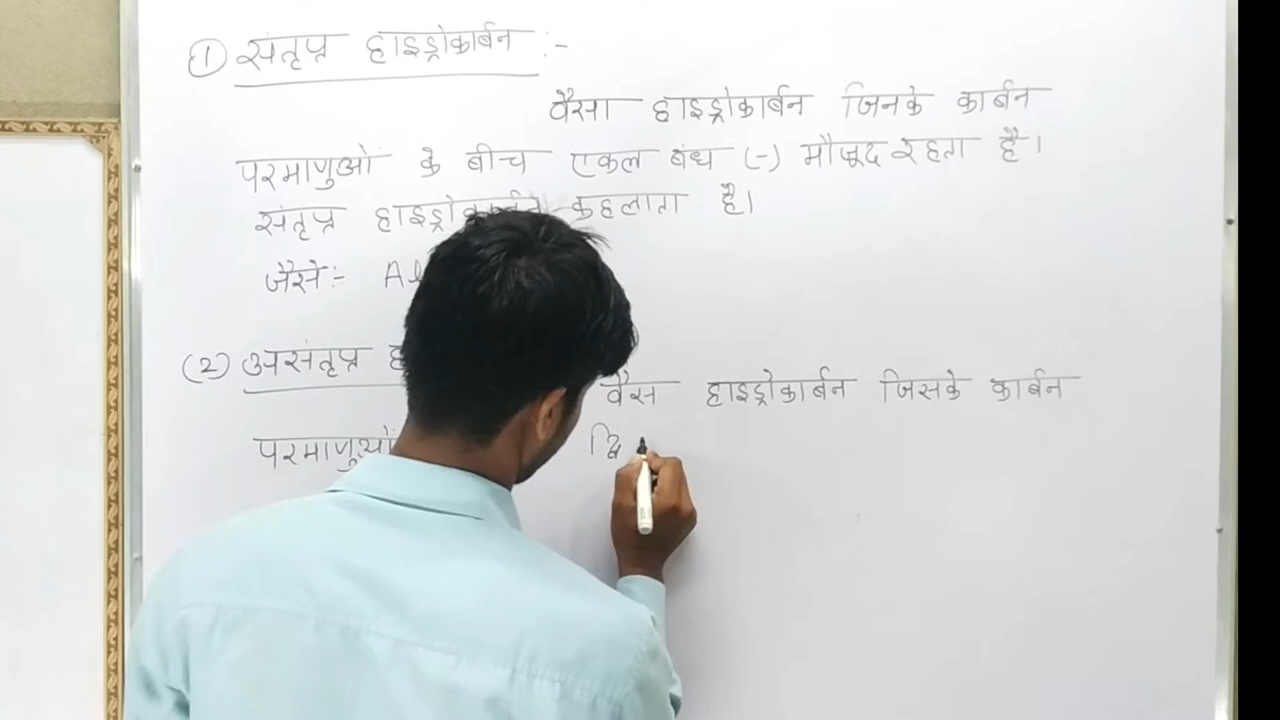 ① संतृप्त हाइड्रोकार्बन :-
वैसा हाइड्रोकार्बन जिनके कार्बन
परमाणुओं के बीच एकल बंध (-) मौजूद रहता है।
संतृप्त हाइड्रोकार्बन कहलाता है।
जैसे:-
(2) असंतृप्त
वैस हाइड्रोकार्बन जिसके कार्बन
परमाणुओं द्वि